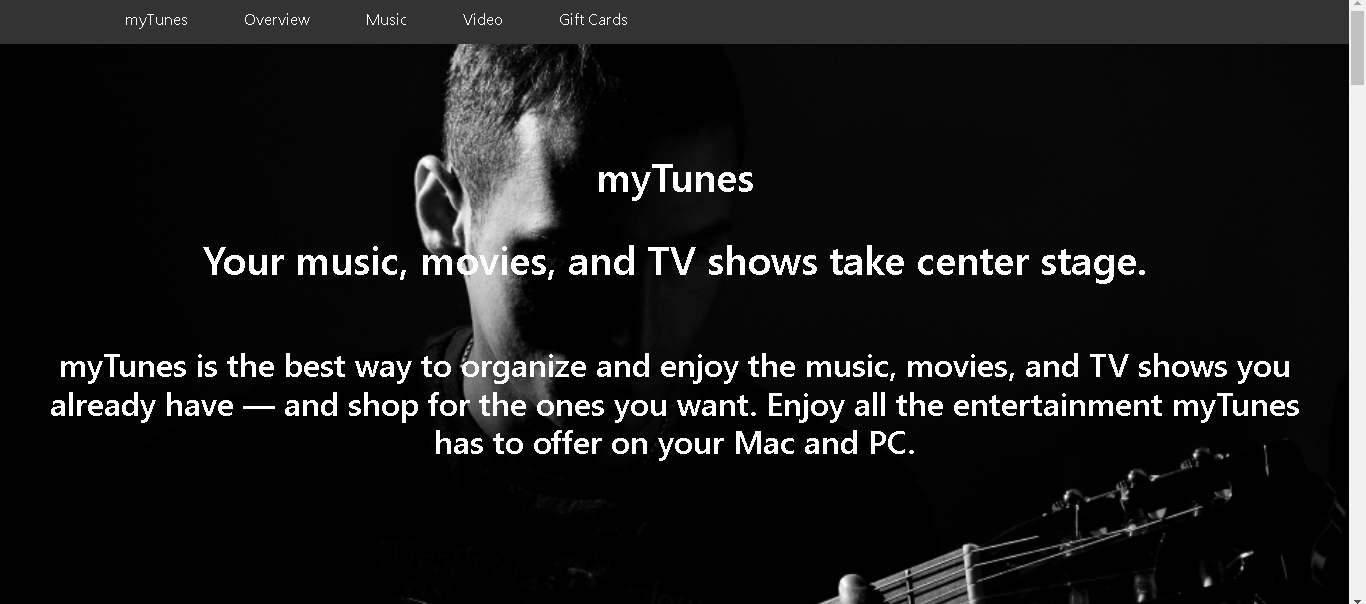 myTunes Overview Music Video Gift Cards
myTunes
Your music, movies, and TV shows take center stage.
myTunes is the best way to organize and enjoy the music, movies, and TV shows you
already have — and shop for the ones you want. Enjoy all the entertainment myTunes
has to offer on your Mac and PC.